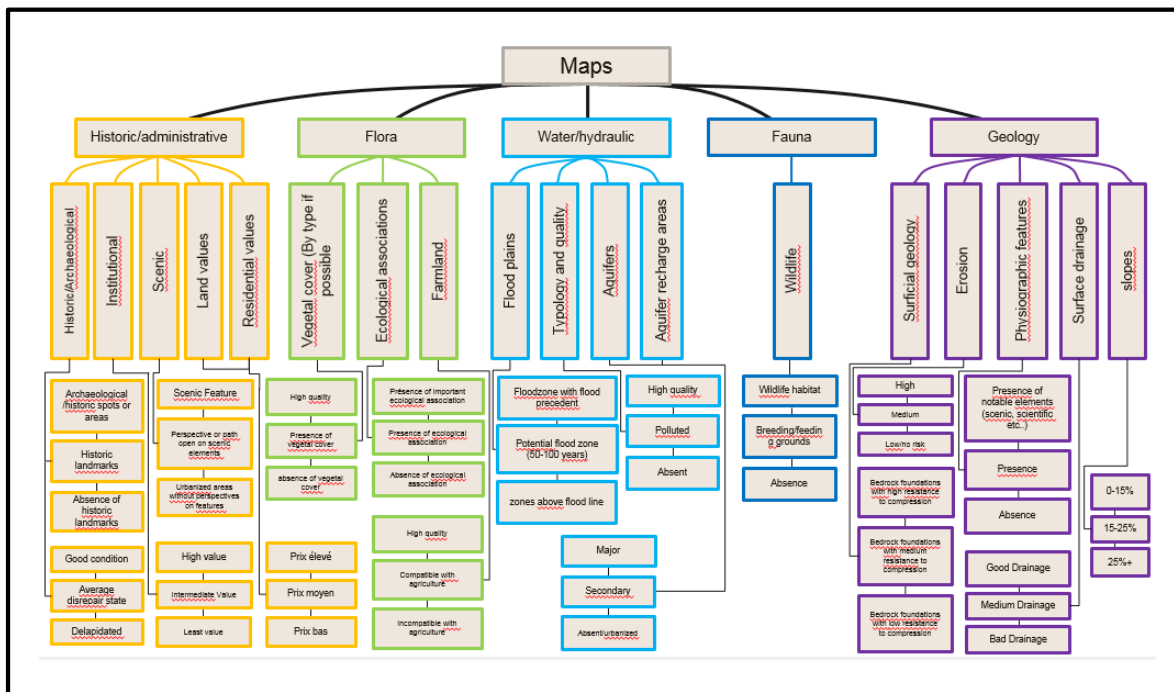 Maps
Historic/administrative
Flora
Water/hydraulic
Fauna
Geology
Historic/Archaeological
Institutional
Scenic
Land values
Residential values
Vegetal cover (By type if
possible
Ecological associations
Farmland
Flood plains
Typology and quality
Aquifers
Aquifer recharge areas
Wildlife
Surficial geology
Erosion
Physiographic features
Surface drainage
slopes
Archaeological
/historic spots or
areas
Historic
landmarks
Absence of
historic
landmarks
Good condition
Average
disrepair state
Delapidated
Scenic Feature
Perspective or path
open on scenic
elements
Urbanized areas
without perspectives
on features
High value
Intermediate Value
Least value
Prix élevé
Prix moyen
Prix bas
High quality
Presence of
vegetal cover
absence of vegetal
cover
Présence of important
ecological association
Presence of ecological
association
Absence of ecological
association
High quality
Compatible with
agriculture
Incompatible with
agriculture
Floodzone with flood
precedent
Potential flood zone
(50-100 years)
zones above flood line
High quality
Polluted
Absent
Major
Secondary
Absent/urbanized
Wildlife habitat
Breeding/feedin
g grounds
Absence
High
Medium
Low/no risk
Bedrock foundations
with high resistance
to compression
Bedrock foundations
with medium
resistance to
compression
Bedrock foundations
with low resistance
to compression
Presence of
notable elements
(scenic, scientific
etc..)
Presence
Absence
Good Drainage
Medium Drainage
Bad Drainage
0-15%
15-25%
25%+